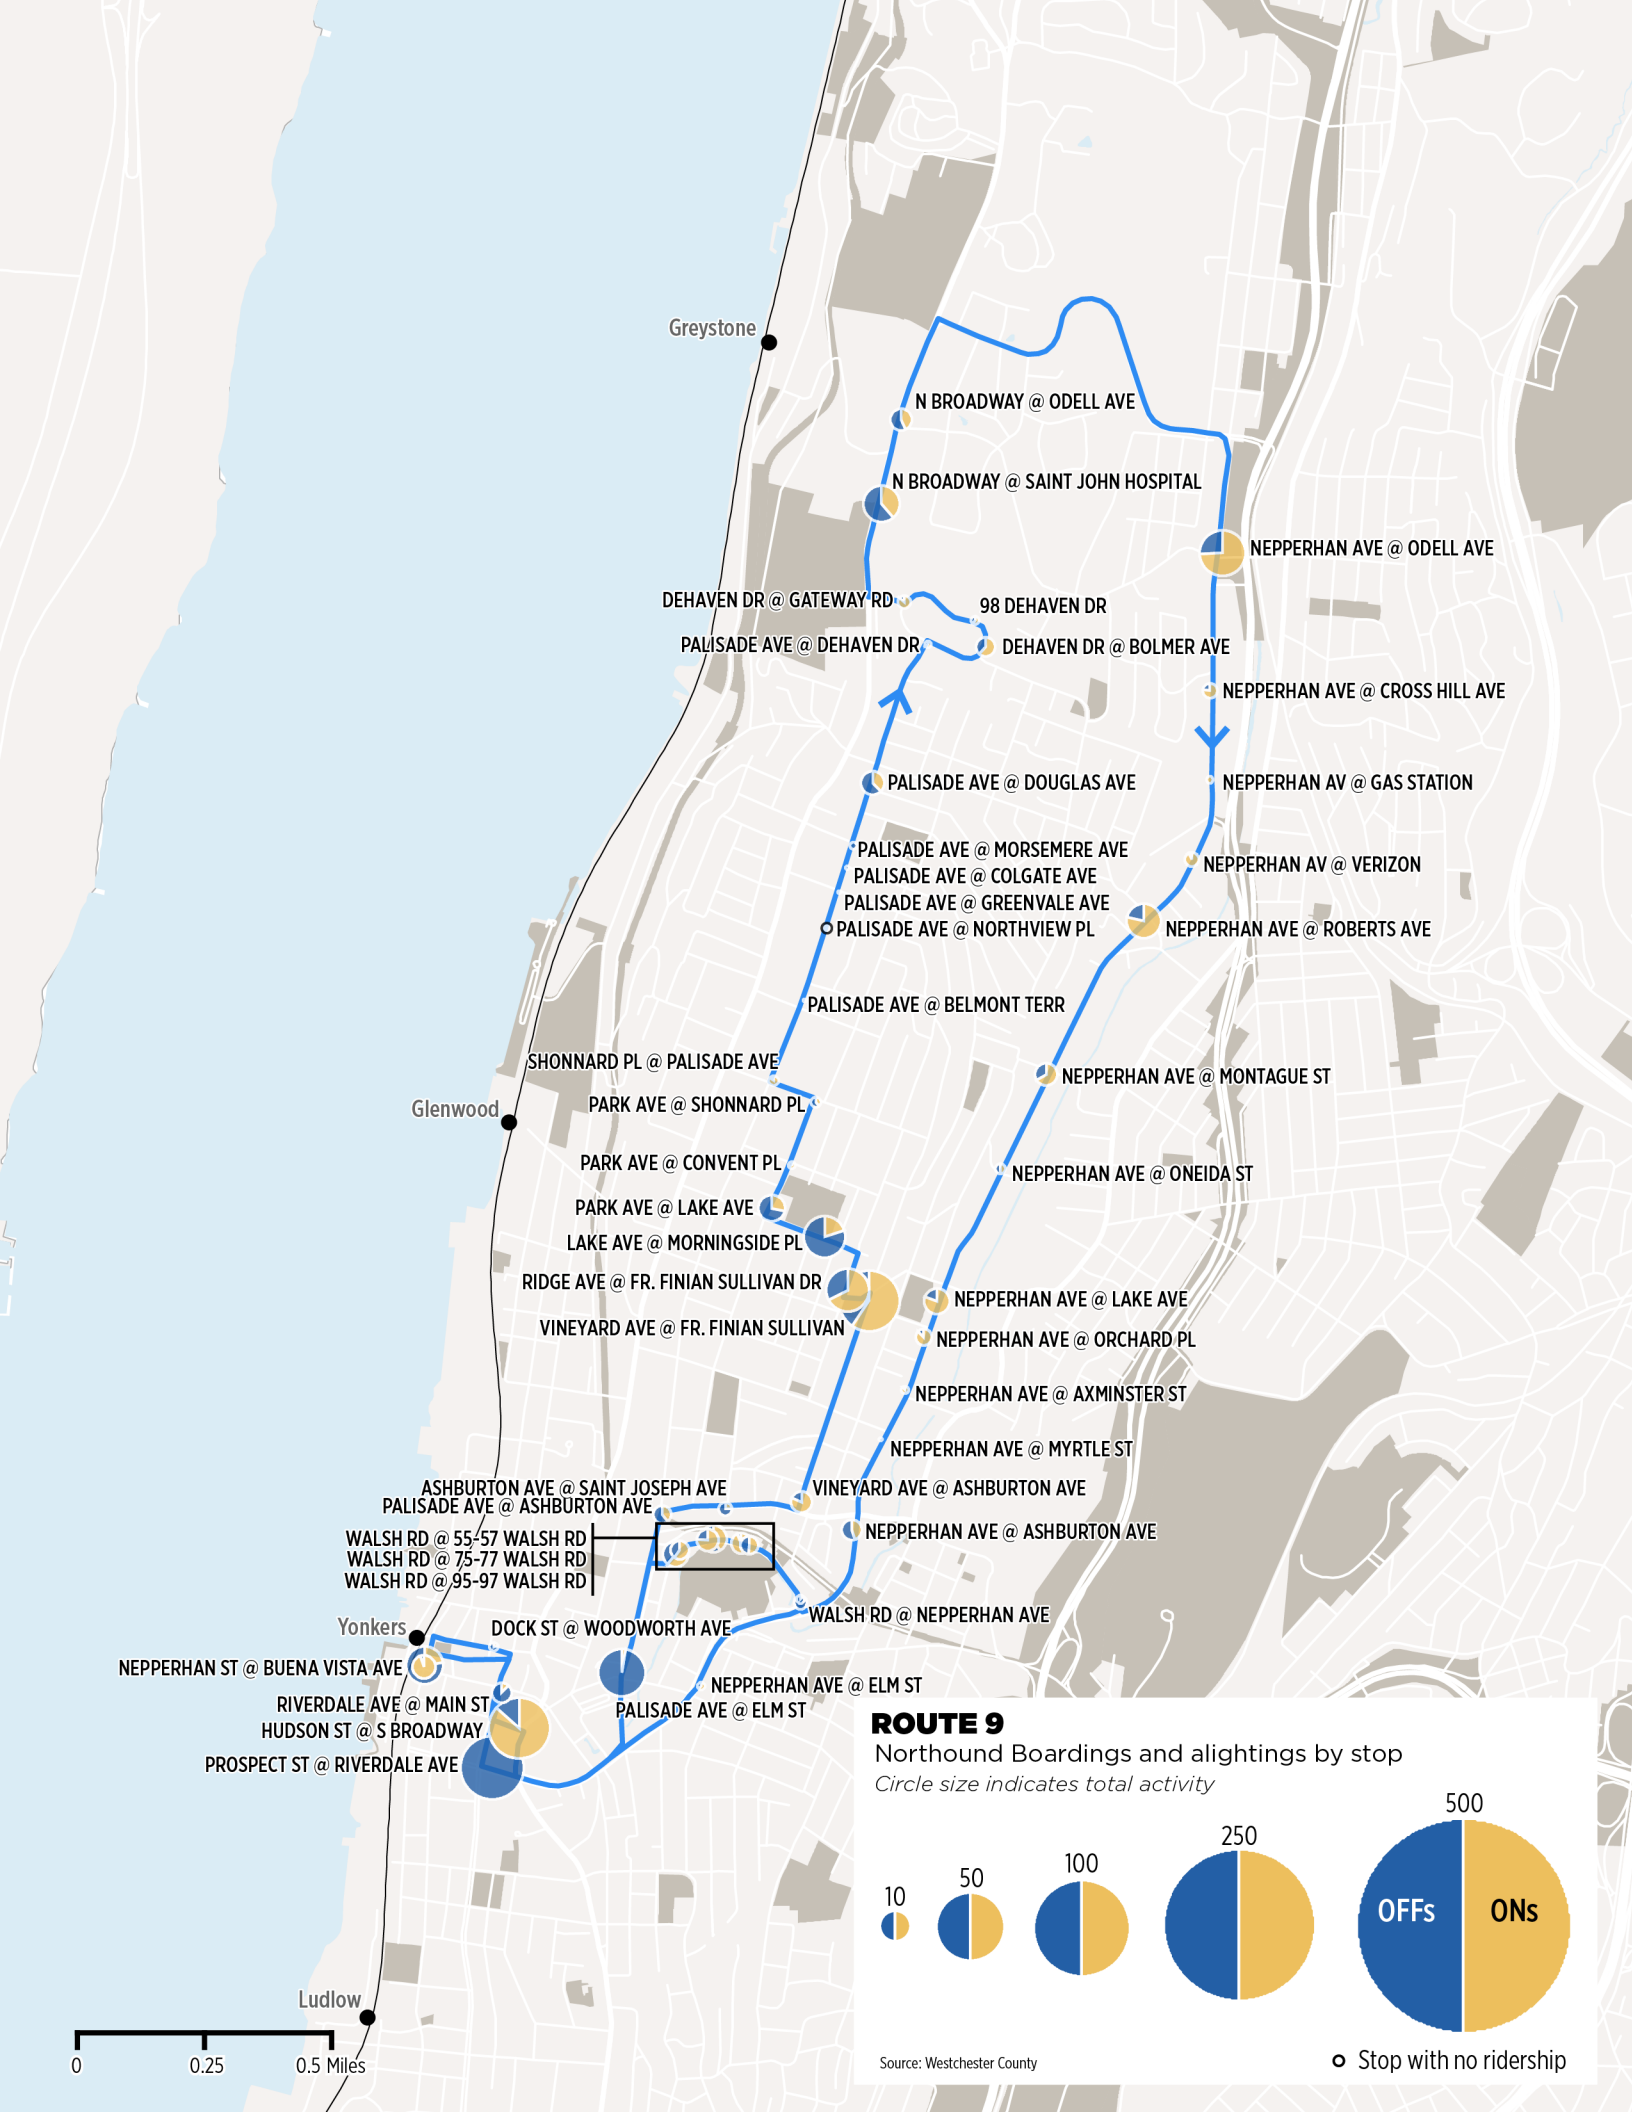 Greystone
N BROADWAY @ ODELL AVE
N BROADWAY @ SAINT JOHN HOSPITAL
NEPPERHAN AVE @ ODELL AVE
DEHAVEN DR @ GATEWAY RD
98 DEHAVEN DR
PALISADE AVE @ DEHAVEN DR
DEHAVEN DR @ BOLMER AVE
NEPPERHAN AVE @ CROSS HILL AVE
PALISADE AVE @ DOUGLAS AVE
NEPPERHAN AV @ GAS STATION
PALISADE AVE @ MORSEMERE AVE
NEPPERHAN AV @ VERIZON
PALISADE AVE @ COLGATE AVE
PALISADE AVE @ GREENVALE AVE
PALISADE AVE @ NORTHVIEW PL
NEPPERHAN AVE @ ROBERTS AVE
PALISADE AVE @ BELMONT TERR
SHONNARD PL @ PALISADE AVE
NEPPERHAN AVE @ MONTAGUE ST
PARK AVE @ SHONNARD PL
Glenwood
PARK AVE @ CONVENT PL
NEPPERHAN AVE @ ONEIDA ST
PARK AVE @ LAKE AVE
LAKE AVE @ MORNINGSIDE PL
RIDGE AVE @ FR. FINIAN SULLIVAN DR
NEPPERHAN AVE @ LAKE AVE
VINEYARD AVE @ FR. FINIAN SULLIVAN
NEPPERHAN AVE @ ORCHARD PL
NEPPERHAN AVE @ AXMINSTER ST
NEPPERHAN AVE @ MYRTLE ST
ASHBURTON AVE @ SAINT JOSEPH AVE
VINEYARD AVE @ ASHBURTON AVE
PALISADE AVE @ ASHBURTON AVE
NEPPERHAN AVE @ ASHBURTON AVE
WALSH RD @ 55-57 WALSH RD
WALSH RD @ 75-77 WALSH RD
WALSH RD @ 95-97 WALSH RD
WALSH RD @ NEPPERHAN AVE
Yonkers
DOCK ST @ WOODWORTH AVE
NEPPERHAN ST @ BUENA VISTA AVE
NEPPERHAN AVE @ ELM ST
RIVERDALE AVE @ MAIN ST
PALISADE AVE @ ELM ST
HUDSON ST @ S BROADWAY
PROSPECT ST @ RIVERDALE AVE
Ludlow
0 0.25 0.5 Miles
ROUTE 9
Northound Boardings and alightings by stop
Circle size indicates total activity
10 50 100 250 500
OFFs ONs
Source: Westchester County
Stop with no ridership